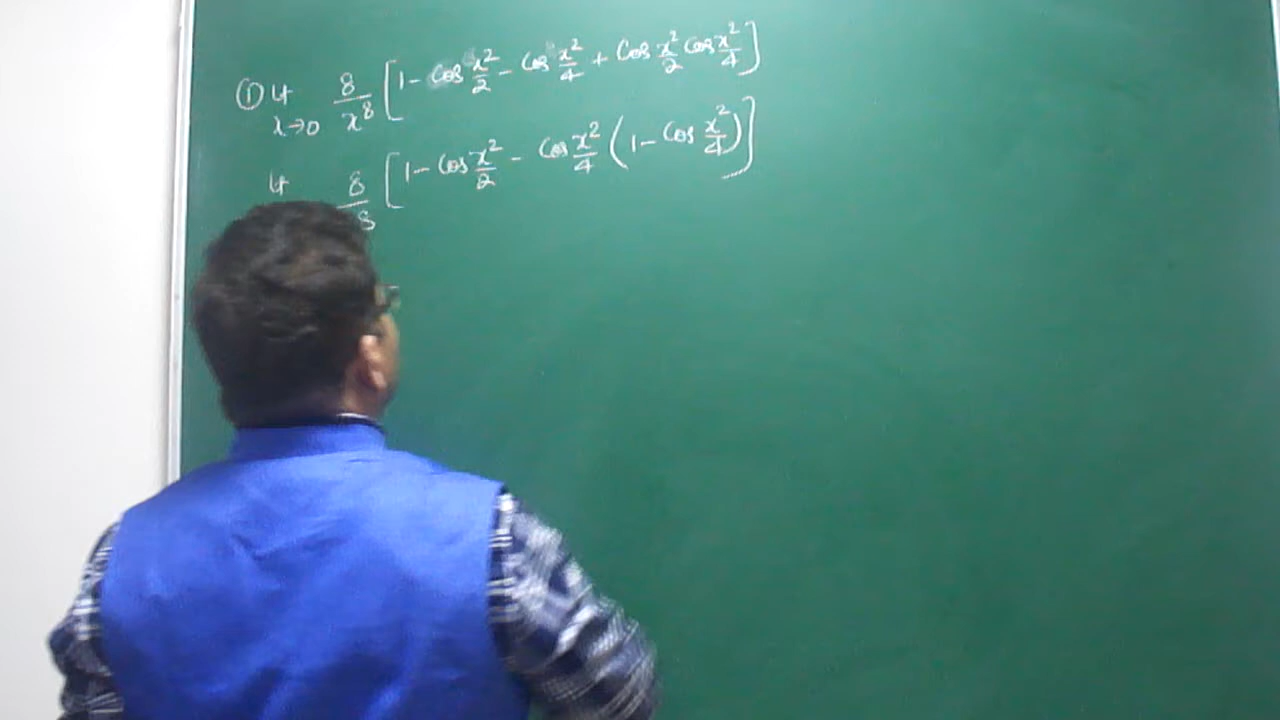 ① Lt x→0 8/x⁸ [1 - Cos x²/2 - Cos x²/4 + Cos x²/2 Cos x²/4]
Lt 8/8 [1 - Cos x²/2 - Cos x²/4 (1 - Cos x²/4)]